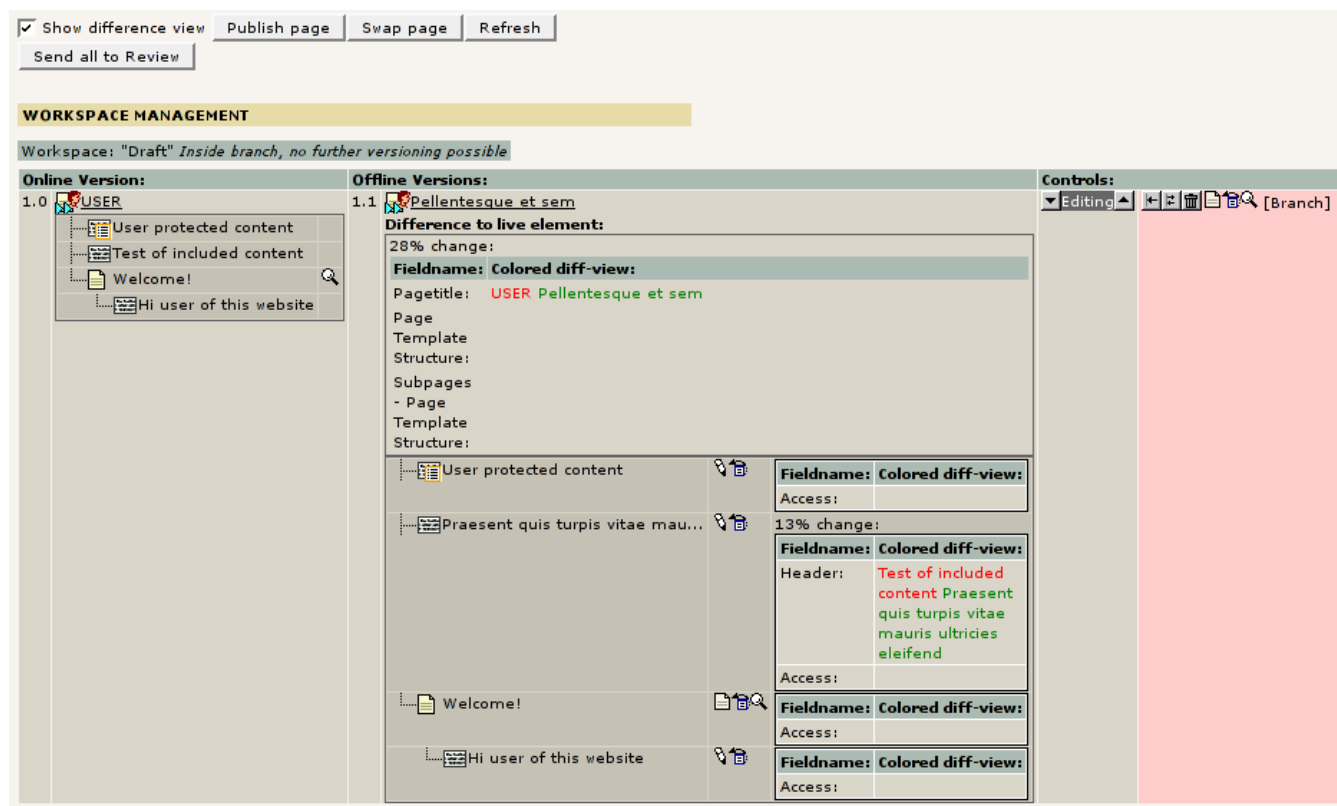 Show difference view Publish page Swap page Refresh
Send all to Review
WORKSPACE MANAGEMENT
Workspace: "Draft" Inside branch, no further versioning possible
Online Version: Offline Versions: Controls:
1.0 USER 1.1 Pellentesque et sem Editing [Branch]
User protected content
Test of included content
Welcome!
Hi user of this website
Difference to live element:
28% change:
Fieldname: Colored diff-view:
Pagetitle: USER Pellentesque et sem
Page
Template
Structure:
Subpages
- Page
Template
Structure:
User protected content
Fieldname: Colored diff-view:
Access:
Praesent quis turpis vitae mau...
13% change:
Fieldname: Colored diff-view:
Header: Test of included
content Praesent
quis turpis vitae
mauris ultricies
eleifend
Access:
Welcome!
Fieldname: Colored diff-view:
Access:
Hi user of this website
Fieldname: Colored diff-view:
Access: